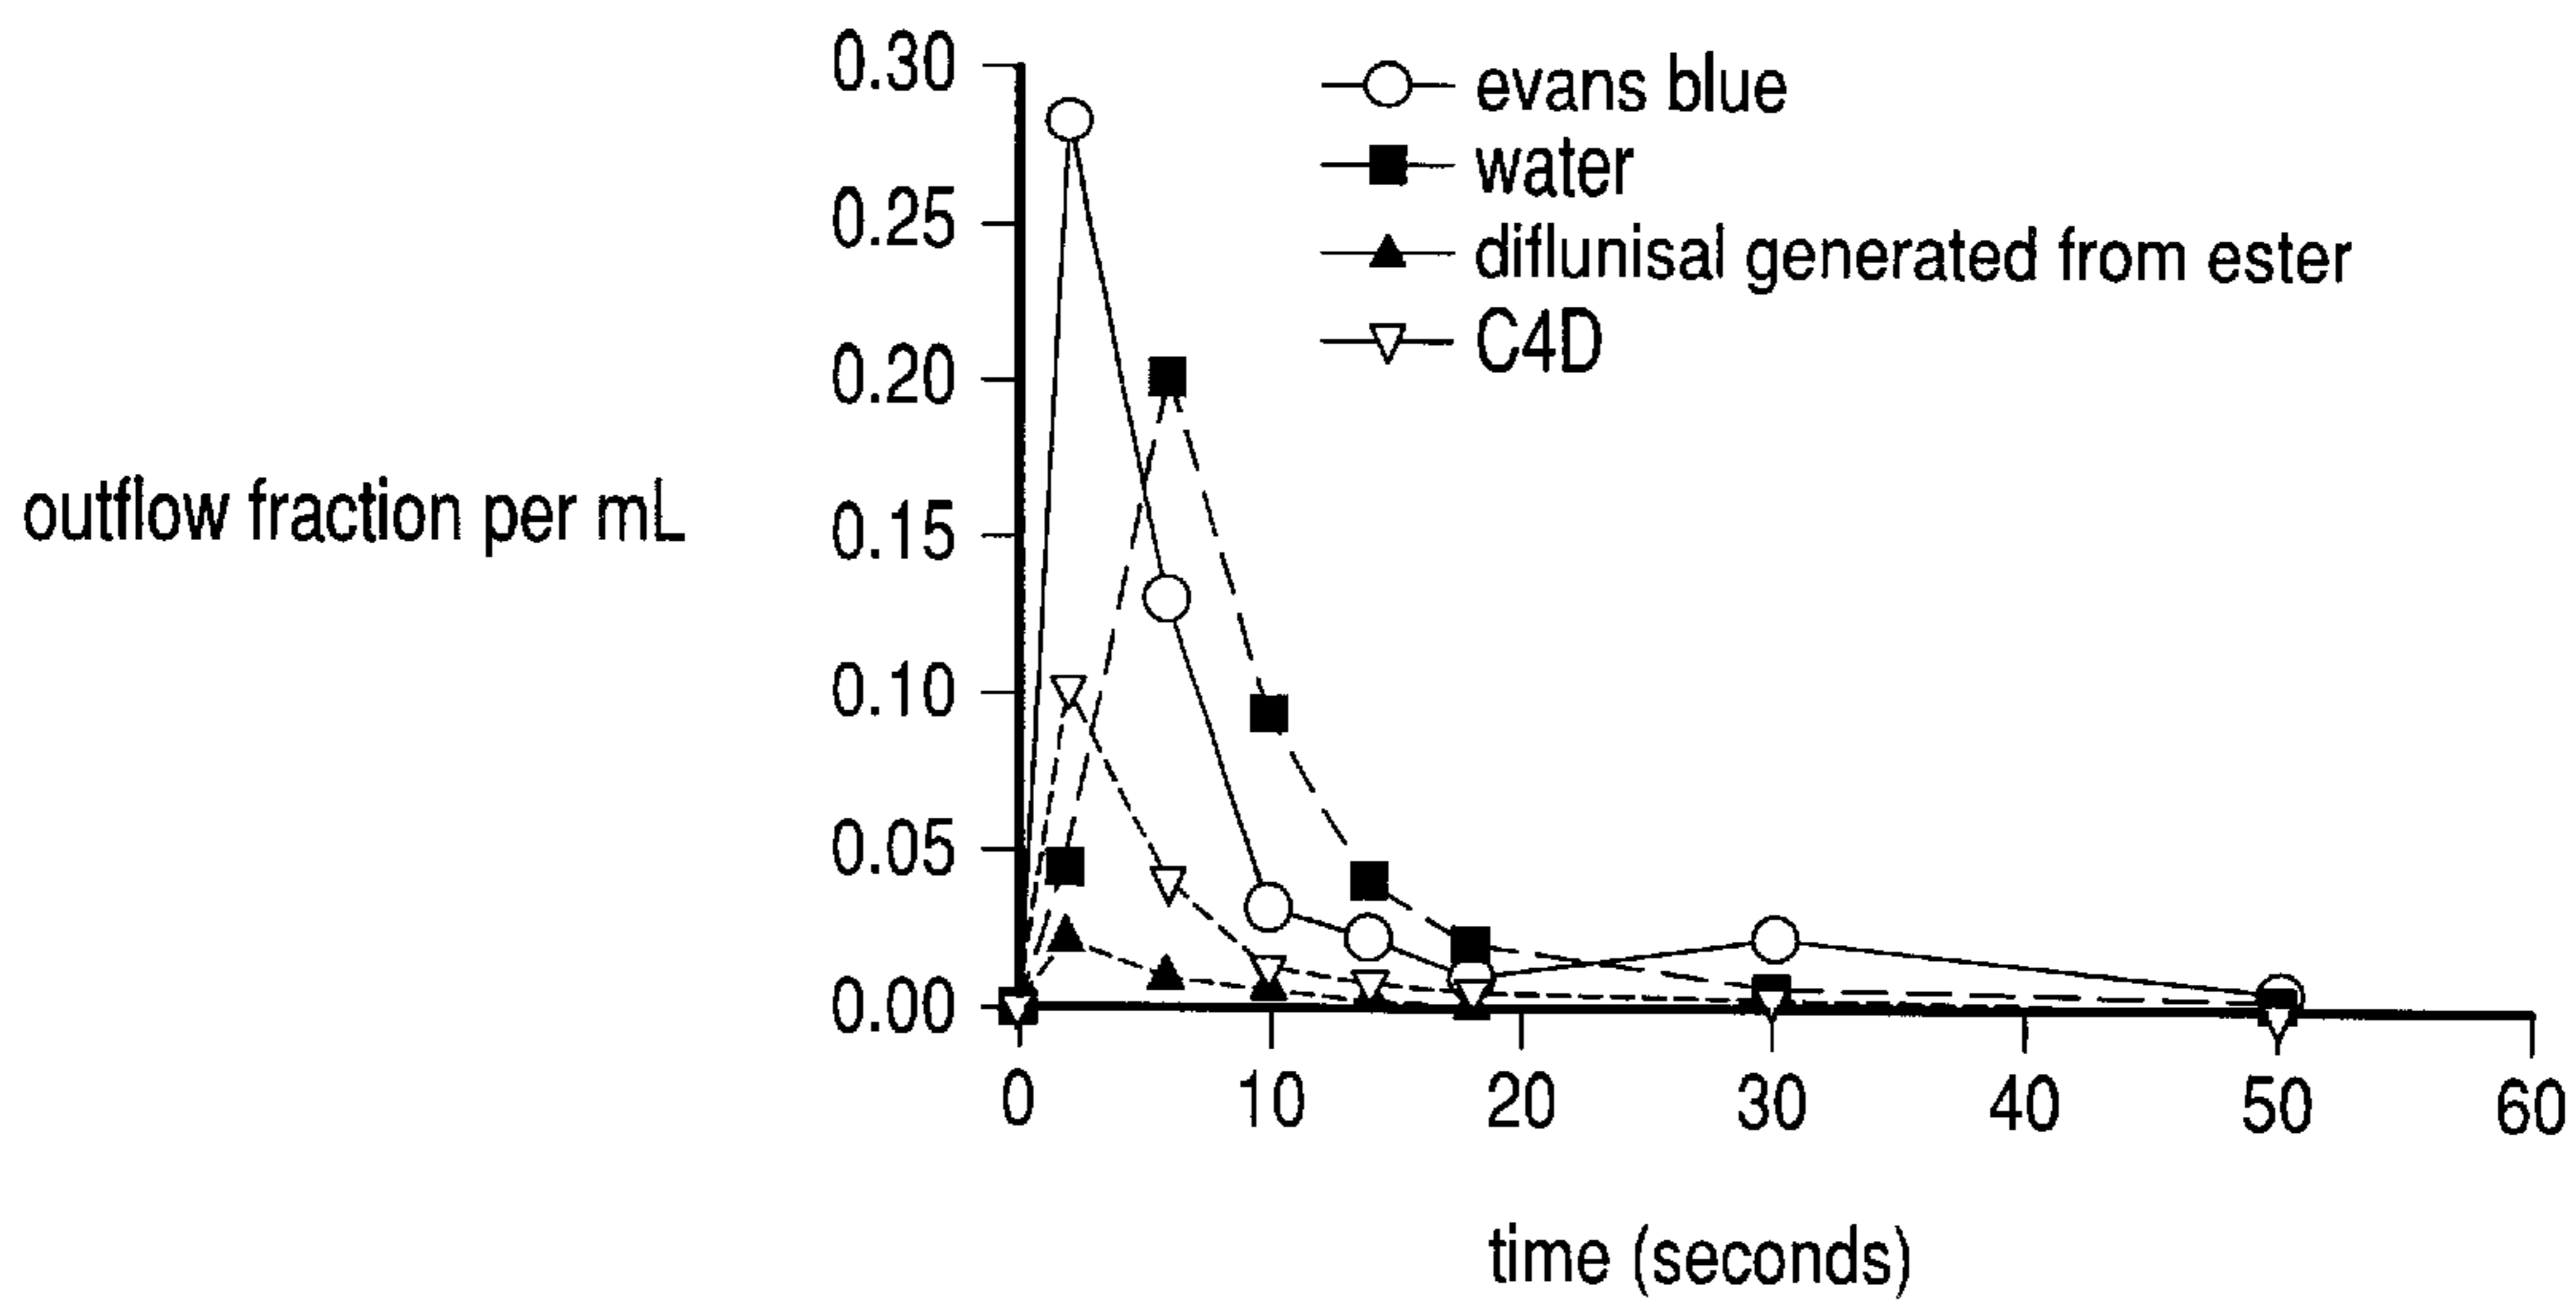 0.30
0.25
0.20
0.15
0.10
0.05
0.00
outflow fraction per mL
evans blue
water
diflunisal generated from ester
C4D
0 10 20 30 40 50 60
time (seconds)